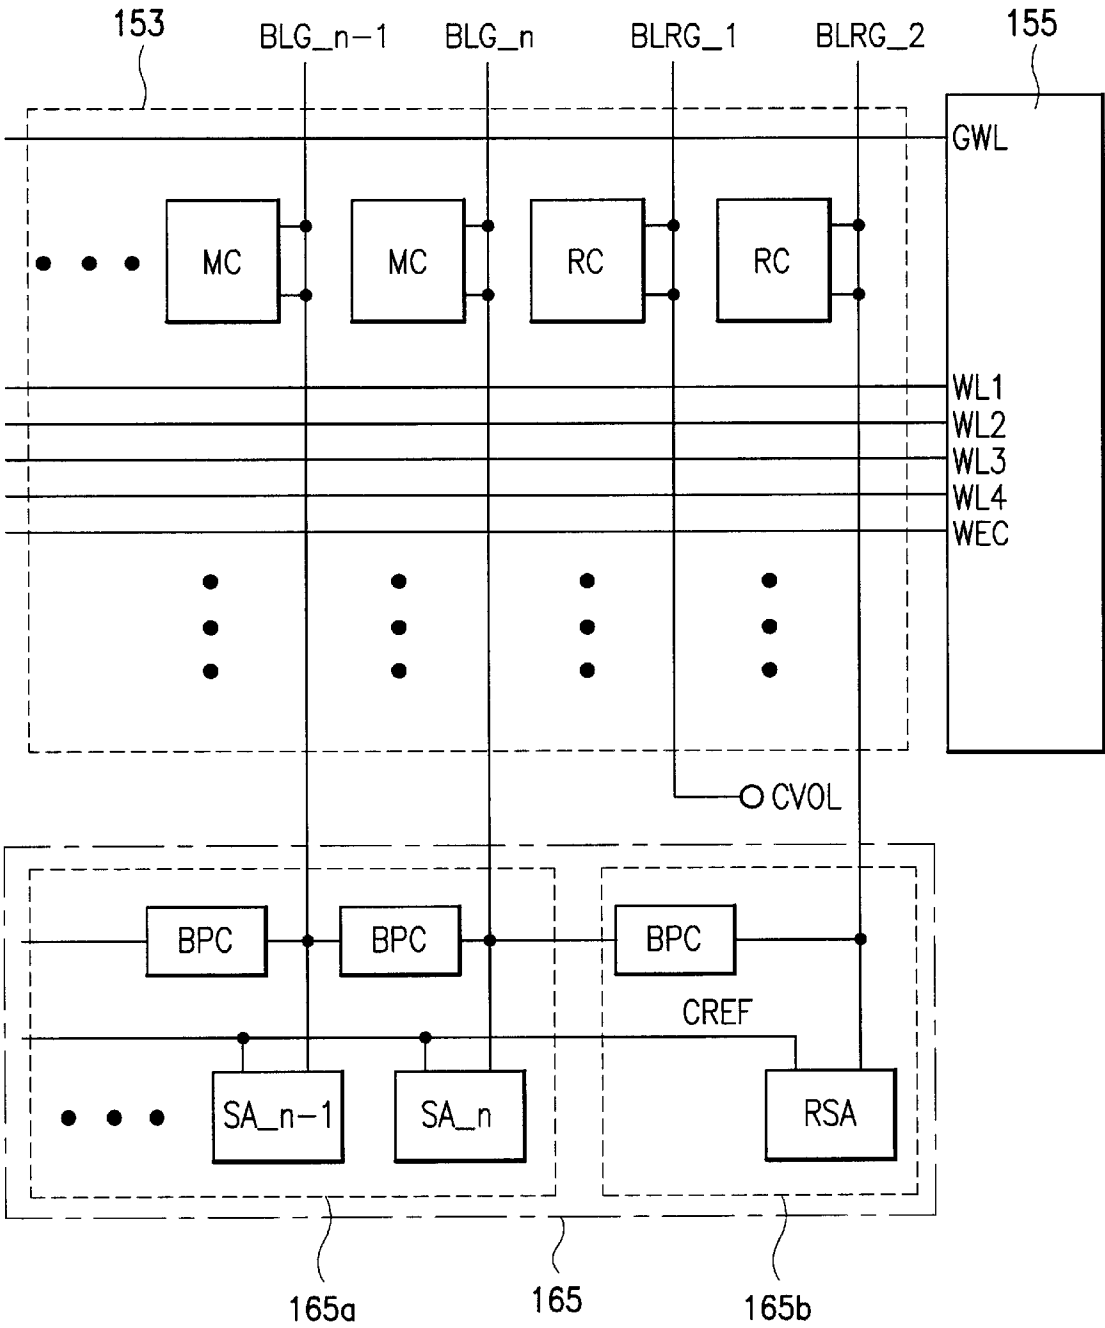 153 BLG_n-1 BLG_n BLRG_1 BLRG_2 155
GWL
MC MC RC RC
WL1
WL2
WL3
WL4
WEC
CVOL
BPC BPC BPC
CREF
SA_n-1 SA_n RSA
165a 165 165b